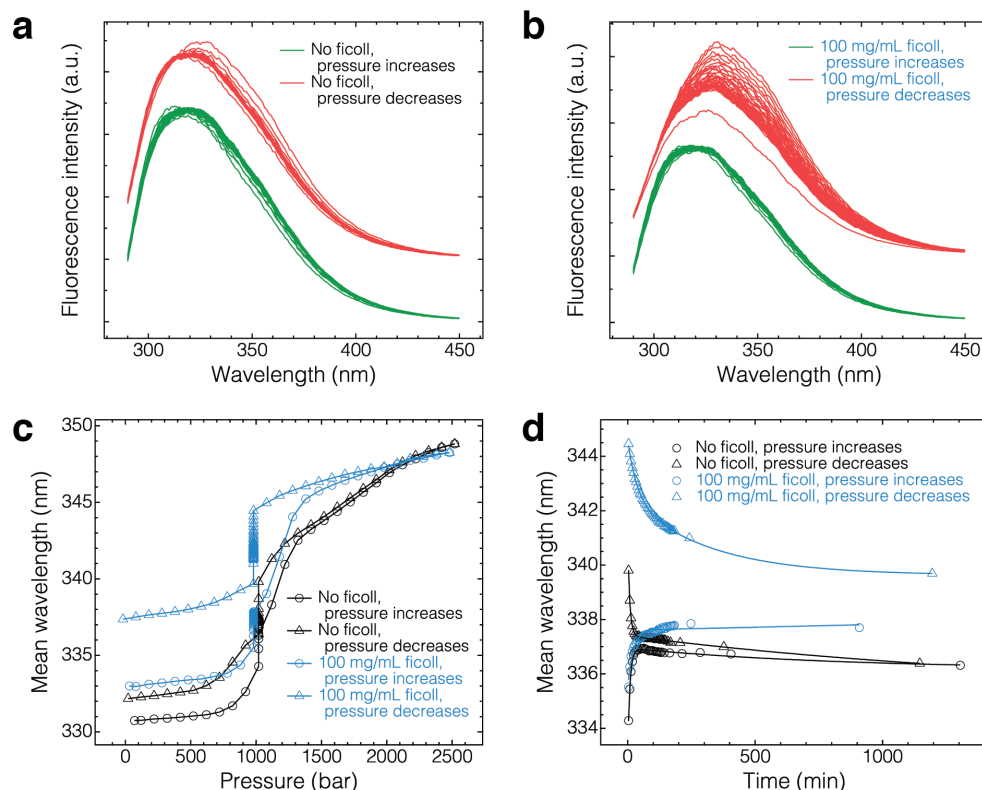 a
No ficoll,
pressure increases
No ficoll,
pressure decreases
Fluorescence intensity (a.u.)
300
350
400
450
Wavelength (nm)
b
100 mg/mL ficoll,
pressure increases
100 mg/mL ficoll,
pressure decreases
Fluorescence intensity (a.u.)
300
350
400
450
Wavelength (nm)
c
350
345
340
335
330
Mean wavelength (nm)
No ficoll,
pressure increases
No ficoll,
pressure decreases
100 mg/mL ficoll,
pressure increases
100 mg/mL ficoll,
pressure decreases
0
500
1000
1500
2000
2500
Pressure (bar)
d
344
342
340
338
336
334
Mean wavelength (nm)
No ficoll, pressure increases
No ficoll, pressure decreases
100 mg/mL ficoll, pressure increases
100 mg/mL ficoll, pressure decreases
0
500
1000
Time (min)